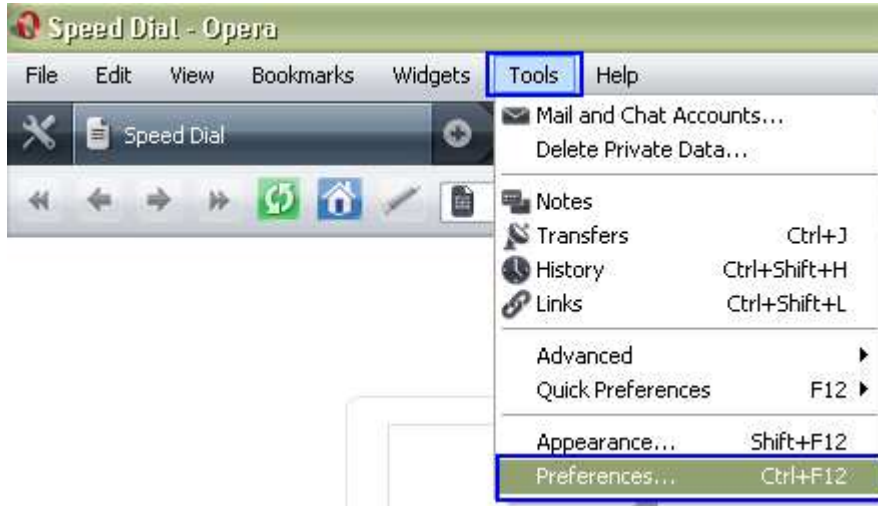 Speed Dial - Opera
File Edit View Bookmarks Widgets Tools Help
Speed Dial
Mail and Chat Accounts...
Delete Private Data...
Notes
Transfers Ctrl+J
History Ctrl+Shift+H
Links Ctrl+Shift+L
Advanced
Quick Preferences F12
Appearance... Shift+F12
Preferences... Ctrl+F12